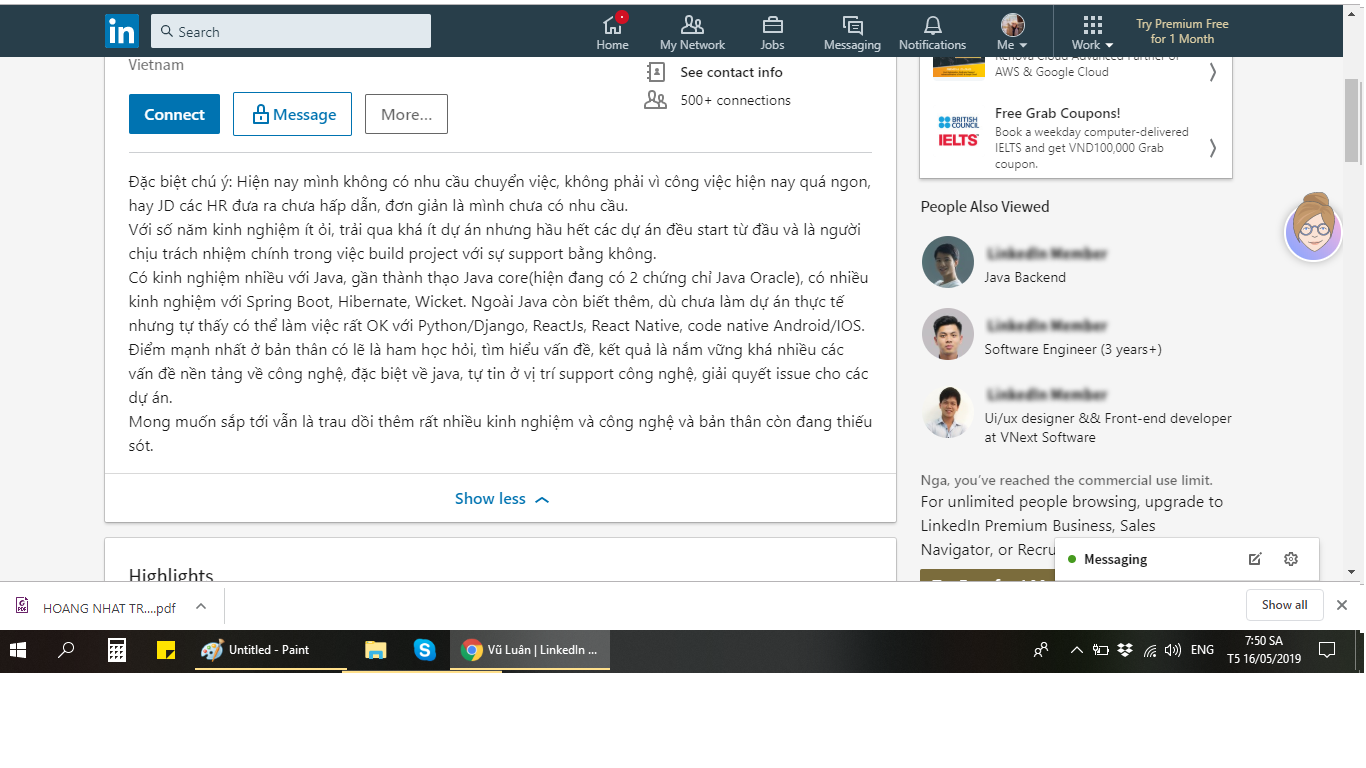 in
Search
Home
My Network
Jobs
Messaging
Notifications
Me
Work
Try Premium Free
for 1 Month
Vietnam
See contact info
500+ connections
Connect
Message
More...
Đặc biệt chú ý: Hiện nay mình không có nhu cầu chuyển việc, không phải vì công việc hiện nay quá ngon,
hay JD các HR đưa ra chưa hấp dẫn, đơn giản là mình chưa có nhu cầu.
Với số năm kinh nghiệm ít ỏi, trải qua khá ít dự án nhưng hầu hết các dự án đều start từ đầu và là người
chịu trách nhiệm chính trong việc build project với sự support bằng không.
Có kinh nghiệm nhiều với Java, gần thành thạo Java core(hiện đang có 2 chứng chỉ Java Oracle), có nhiều
kinh nghiệm với Spring Boot, Hibernate, Wicket. Ngoài Java còn biết thêm, dù chưa làm dự án thực tế
nhưng tự thấy có thể làm việc rất OK với Python/Django, ReactJs, React Native, code native Android/IOS.
Điểm mạnh nhất ở bản thân có lẽ là ham học hỏi, tìm hiểu vấn đề, kết quả là nắm vững khá nhiều các
vấn đề nền tảng về công nghệ, đặc biệt về java, tự tin ở vị trí support công nghệ, giải quyết issue cho các
dự án.
Mong muốn sắp tới vẫn là trau dồi thêm rất nhiều kinh nghiệm và công nghệ và bản thân còn đang thiếu
sót.
Show less
Highlights
Renova Cloud Advanced Partner of
AWS & Google Cloud
BRITISH
COUNCIL
IELTS
Free Grab Coupons!
Book a weekday computer-delivered
IELTS and get VND100,000 Grab
coupon.
People Also Viewed
LinkedIn Member
Java Backend
LinkedIn Member
Software Engineer (3 years+)
LinkedIn Member
Ui/ux designer && Front-end developer
at VNext Software
Nga, you've reached the commercial use limit.
For unlimited people browsing, upgrade to
LinkedIn Premium Business, Sales
Navigator, or Recru
Messaging
HOANG NHAT TR....pdf
Show all
Untitled - Paint
Vũ Luân | LinkedIn ...
ENG
7:50 SA
T5 16/05/2019